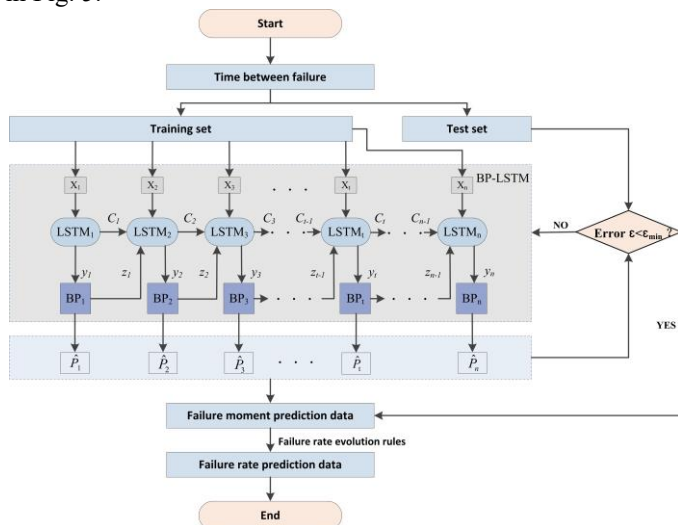 in Fig. 3.
Start
Time between failure
Training set
Test set
BP-LSTM
X₁ X₂ X₃ . . . Xₜ Xₙ
C₁ C₂ C₃ Cₜ₋₁ Cₜ Cₙ₋₁
LSTM₁ LSTM₂ LSTM₃ . . . . LSTMₜ . . LSTMₙ
NO
Error ε<ε_min ?
y₁ z₁ y₂ z₂ y₃ zₜ₋₁ yₜ zₙ₋₁ yₙ
BP₁ BP₂ BP₃ . . . BPₜ . . . BPₙ
YES
P̂₁ P̂₂ P̂₃ . . . P̂ₜ P̂ₙ
Failure moment prediction data
Failure rate evolution rules
Failure rate prediction data
End